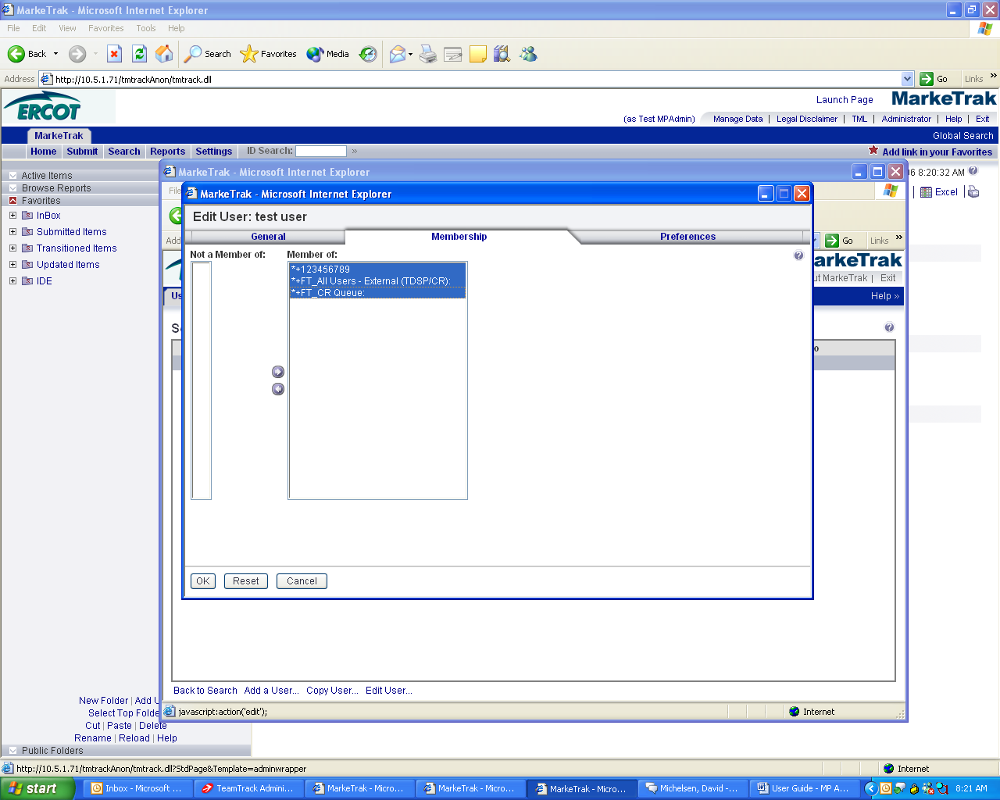 MarkeTrak - Microsoft Internet Explorer
File Edit View Favorites Tools Help
Back Search Favorites Media
Address http://10.5.1.71/tmtrackAnon/tmtrack.dll Go Links »
ERCOT Launch Page MarkeTrak
(as Test MPAdmin) Manage Data | Legal Disclaimer | TML | Administrator | Help | Exit
MarkeTrak Global Search
Home Submit Search Reports Settings ID Search: » Add link in your Favorites
Active Items
Browse Reports
Favorites
InBox
Submitted Items
Transitioned Items
Updated Items
IDE
New Folder | Add U
Select Top Folde
Cut | Paste | Delete
Rename | Reload | Help
Public Folders
6 8:20:32 AM
Excel
MarkeTrak - Microsoft Internet Explorer
File
Add Go Links »
arkeTrak
ut MarkeTrak | Exit
Us Help »
Se
o
MarkeTrak - Microsoft Internet Explorer
Edit User: test user
General Membership Preferences
Not a Member of: Member of:
*+123456789
*+FT_All Users - External (TDSP/CR):
*+FT_CR Queue:
OK Reset Cancel
Back to Search Add a User... Copy User... Edit User...
javascript:action('edit'); Internet
http://10.5.1.71/tmtrackAnon/tmtrack.dll?StdPage&Template=adminwrapper Internet
start Inbox - Microsoft ... TeamTrack Admini... MarkeTrak - Micro... MarkeTrak - Micro... MarkeTrak - Micro... Michelsen, David -... User Guide - MP A... 8:21 AM